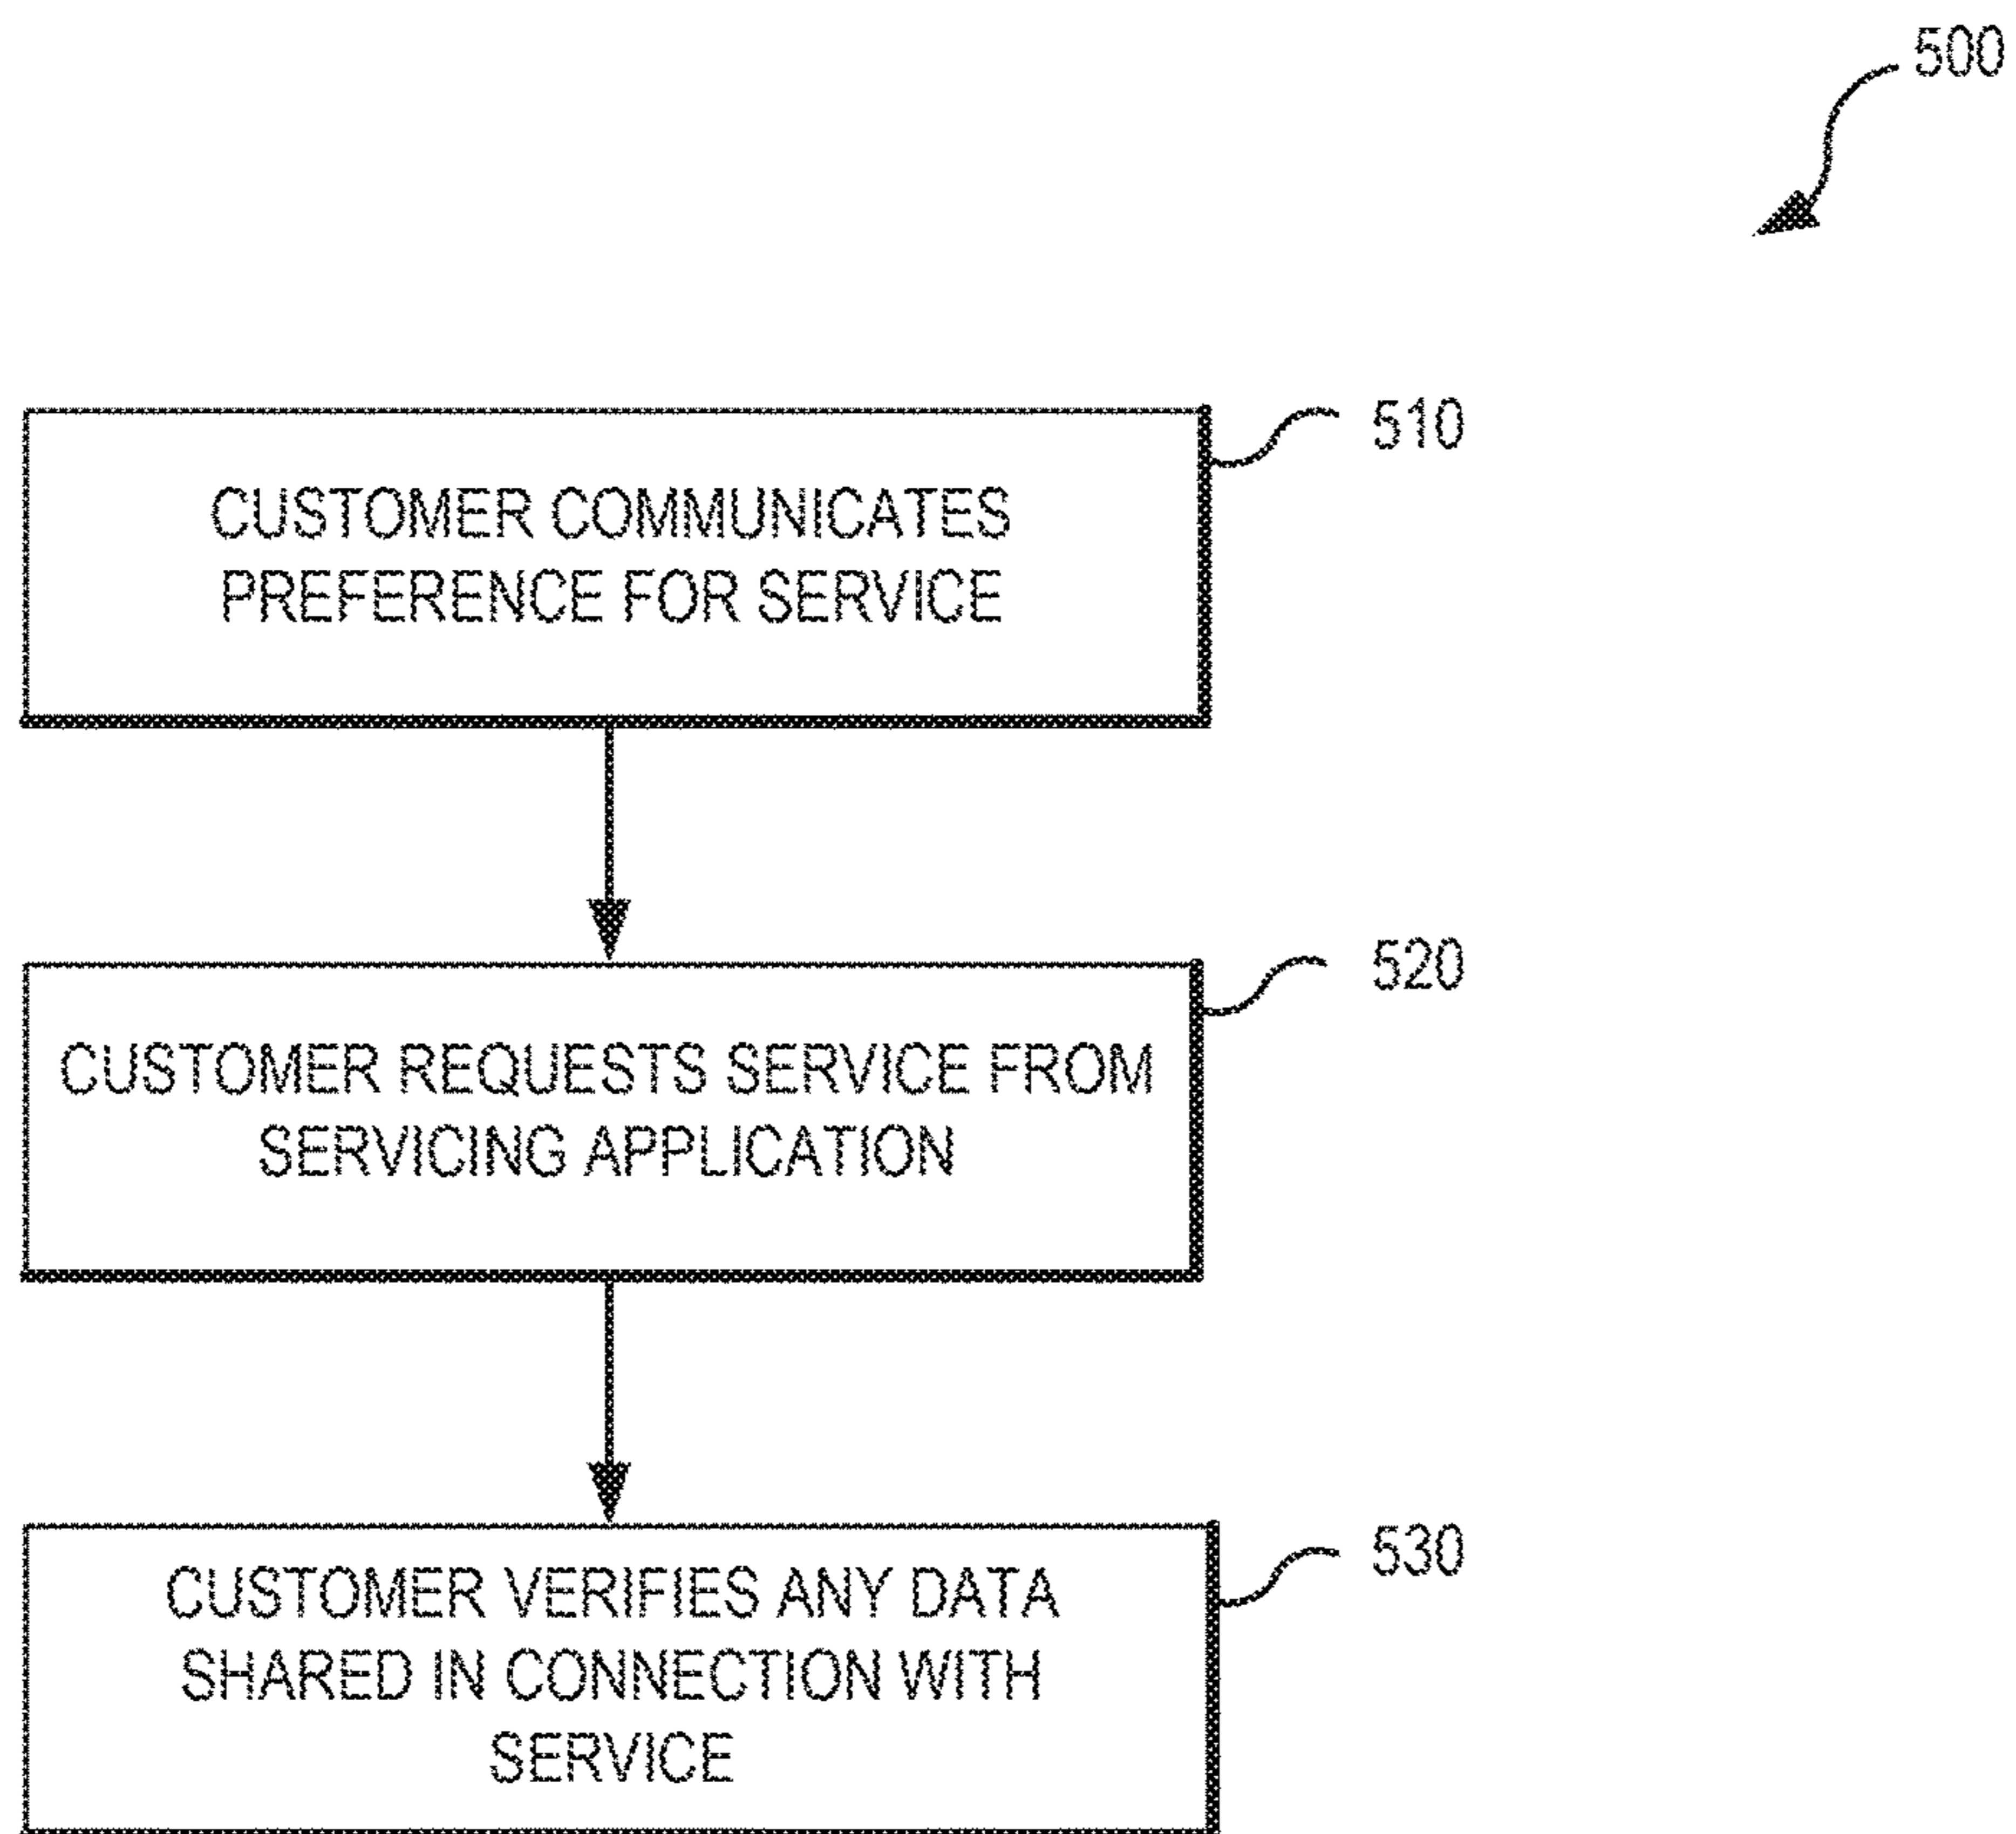 500
510
CUSTOMER COMMUNICATES
PREFERENCE FOR SERVICE
520
CUSTOMER REQUESTS SERVICE FROM
SERVICING APPLICATION
530
CUSTOMER VERIFIES ANY DATA
SHARED IN CONNECTION WITH
SERVICE